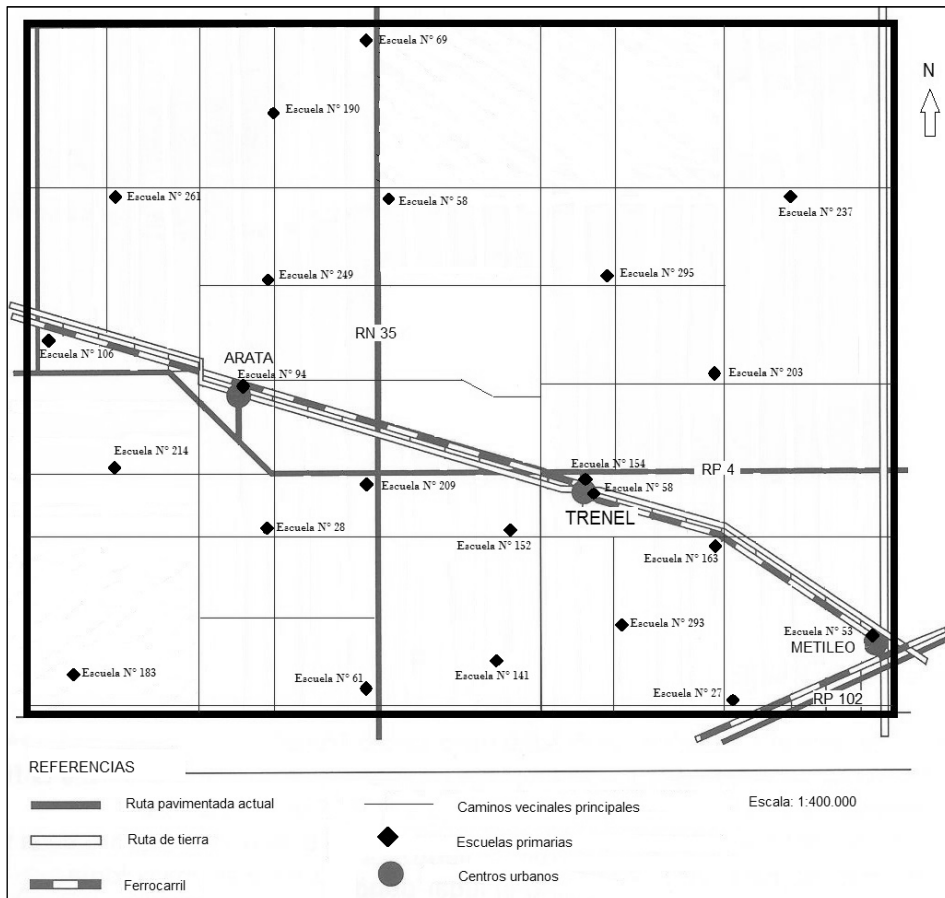 Escuela N° 69
N
Escuela N° 190
Escuela N° 261
Escuela N° 58
Escuela N° 237
Escuela N° 249
Escuela N° 295
RN 35
Escuela N° 106
ARATA
Escuela N° 94
Escuela N° 203
Escuela N° 214
Escuela N° 154
RP 4
Escuela N° 209
Escuela N° 58
TRENEL
Escuela N° 28
Escuela N° 152
Escuela N° 163
Escuela N° 293
Escuela N° 53
METILEO
Escuela N° 183
Escuela N° 61
Escuela N° 141
Escuela N° 27
RP 102
REFERENCIAS
Ruta pavimentada actual
Caminos vecinales principales
Escala: 1:400.000
Ruta de tierra
Escuelas primarias
Ferrocarril
Centros urbanos